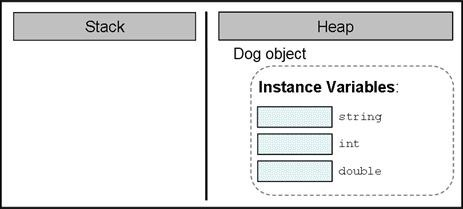 Stack
Heap
Dog object
Instance Variables:
string
int
double